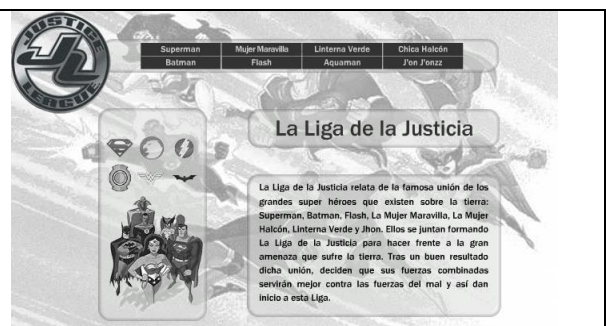 JUSTICE
JL
LEAGUE
Superman Mujer Maravilla Linterna Verde Chica Halcón
Batman Flash Aquaman J'on J'onzz
La Liga de la Justicia
La Liga de la Justicia relata de la famosa unión de los
grandes super héroes que existen sobre la tierra:
Superman, Batman, Flash, La Mujer Maravilla, La Mujer
Halcón, Linterna Verde y Jhon. Ellos se juntan formando
La Liga de la Justicia para hacer frente a la gran
amenaza que sufre la tierra. Tras un buen resultado
dicha unión, deciden que sus fuerzas combinadas
servirán mejor contra las fuerzas del mal y así dan
inicio a esta Liga.